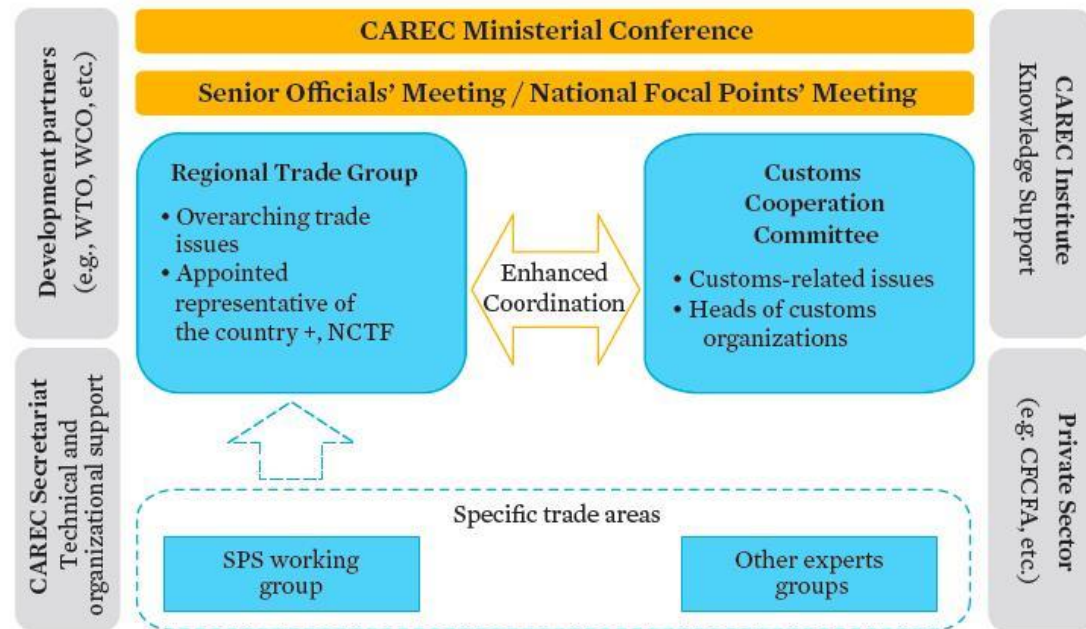 CAREC Ministerial Conference
Senior Officials’ Meeting / National Focal Points’ Meeting
Development partners
(e.g., WTO, WCO, etc.)
CAREC Secretariat
Technical and
organizational support
Regional Trade Group
• Overarching trade
issues
• Appointed
representative of
the country +, NCTF
Enhanced
Coordination
Customs
Cooperation
Committee
• Customs-related issues
• Heads of customs
organizations
CAREC Institute
Knowledge Support
Private Sector
(e.g. CFCFA, etc.)
Specific trade areas
SPS working
group
Other experts
groups